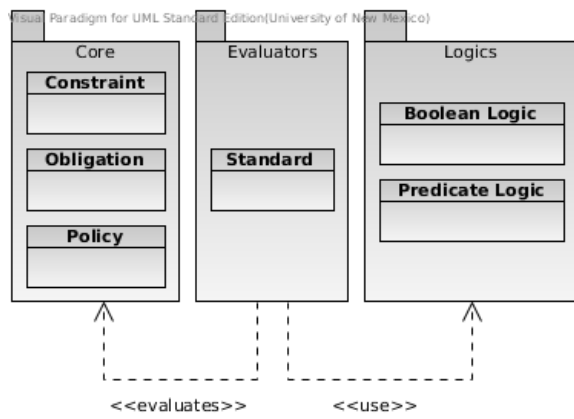 Visual Paradigm for UML Standard Edition(University of New Mexico)
Core
Evaluators
Logics
Constraint
Obligation
Policy
Standard
Boolean Logic
Predicate Logic
<<evaluates>>
<<use>>